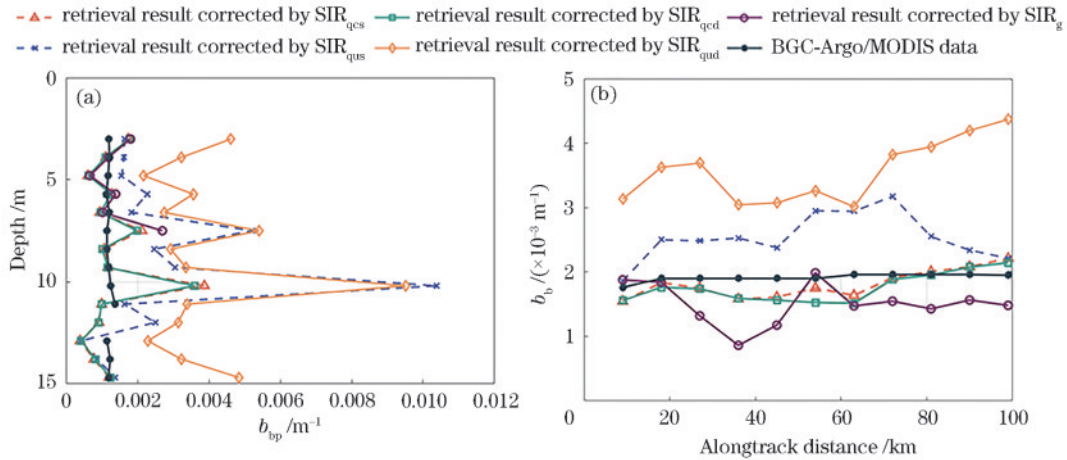 retrieval result corrected by SIRqcs retrieval result corrected by SIRqcd retrieval result corrected by SIRg
retrieval result corrected by SIRqus retrieval result corrected by SIRqud BGC-Argo/MODIS data
(a)
0
5
10
15
Depth /m
0 0.002 0.004 0.006 0.008 0.010 0.012
bbp /m⁻¹
(b)
5
4
3
2
1
0
bb /(×10⁻³ m⁻¹)
20 40 60 80 100
Alongtrack distance /km